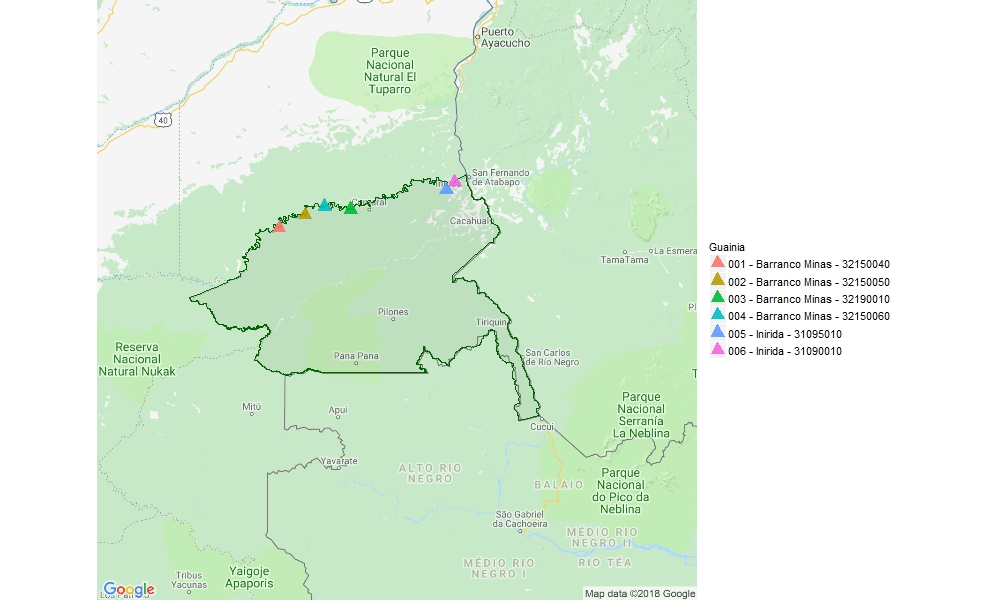 Puerto
Ayacucho
Parque
Nacional
Natural El
Tuparro
40
San Fernando
de Atabapo
Cacahual
TamaTama
La Esmera
Pilones
Tiriquin
Pana Pana
San Carlos
de Río Negro
Reserva
Nacional
Natural Nukak
Mitú
Apuí
Cucuí
Parque
Nacional
Serranía
La Neblina
Yavarate
ALTO RIO
NEGRO
BALAIO
Parque
Nacional
do Pico da
Neblina
São Gabriel
da Cachoeira
MÉDIO RIO
NEGRO II
MÉDIO RIO
NEGRO I
RIO TÉA
Tribus
Yacunas
Yaigoje
Apaporis
Google
Map data ©2018 Google
Guainia
001 - Barranco Minas - 32150040
002 - Barranco Minas - 32150050
003 - Barranco Minas - 32190010
004 - Barranco Minas - 32150060
005 - Inirida - 31095010
006 - Inirida - 31090010